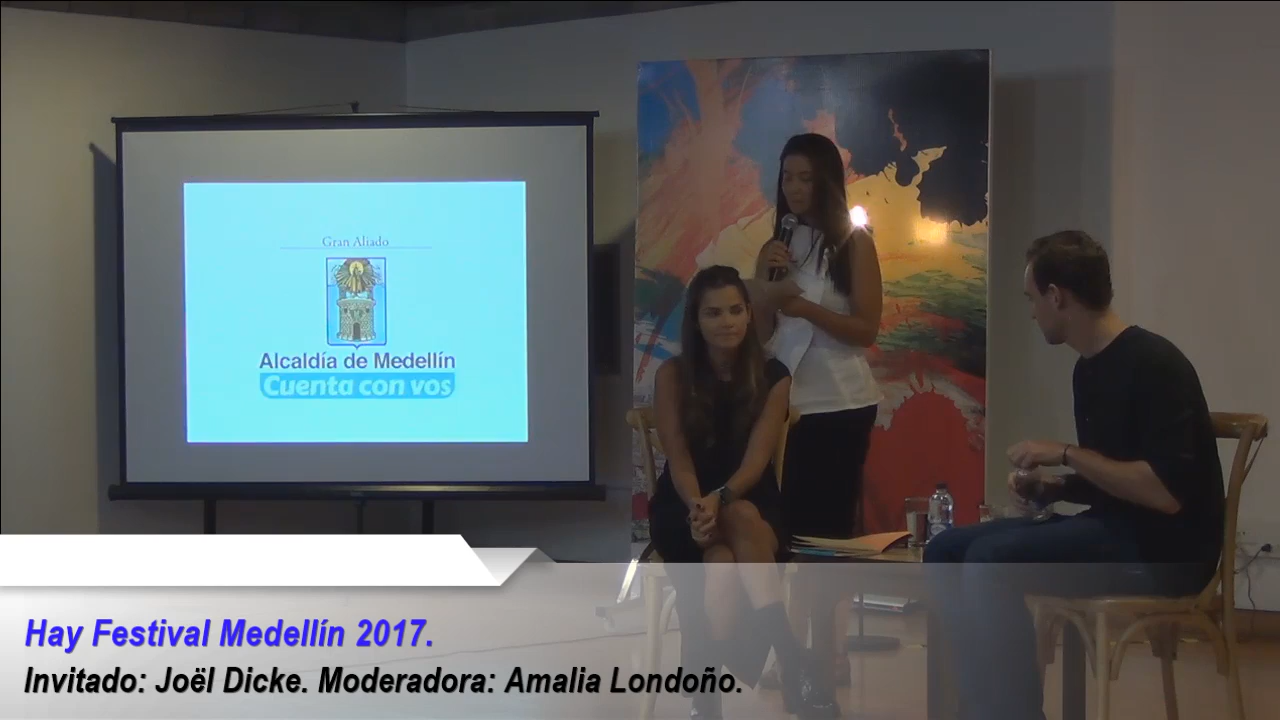 Gran Aliado
Alcaldía de Medellín
Cuenta con vos
Hay Festival Medellín 2017.
Invitado: Joël Dicke. Moderadora: Amalia Londoño.